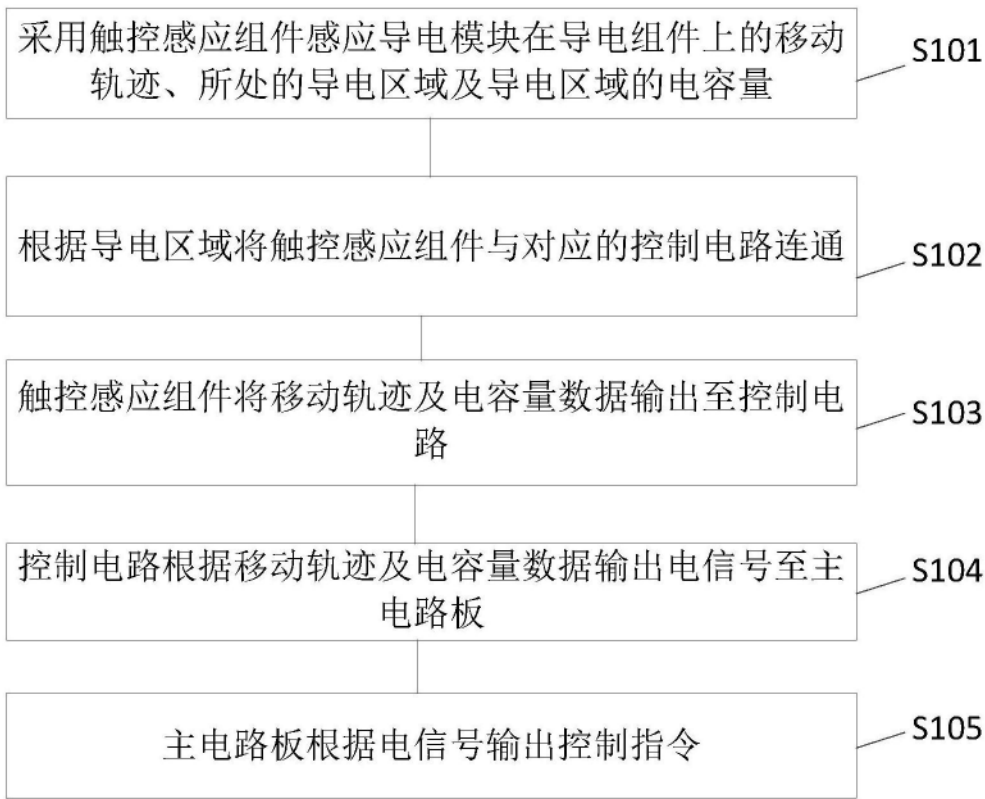 采用触控感应组件感应导电模块在导电组件上的移动
轨迹、所处的导电区域及导电区域的电容量
S101
根据导电区域将触控感应组件与对应的控制电路连通
S102
触控感应组件将移动轨迹及电容量数据输出至控制电
路
S103
控制电路根据移动轨迹及电容量数据输出电信号至主
电路板
S104
主电路板根据电信号输出控制指令
S105